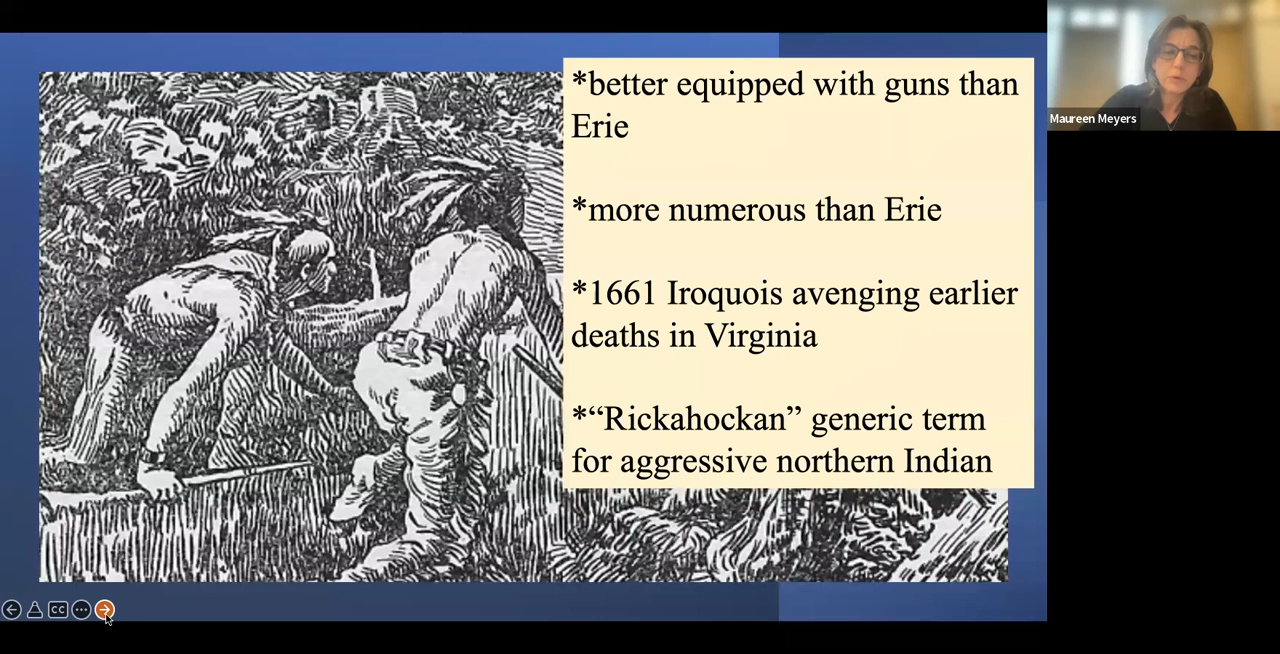 *better equipped with guns than
Erie
*more numerous than Erie
*1661 Iroquois avenging earlier
deaths in Virginia
*“Rickahockan” generic term
for aggressive northern Indian
Maureen Meyers
CC